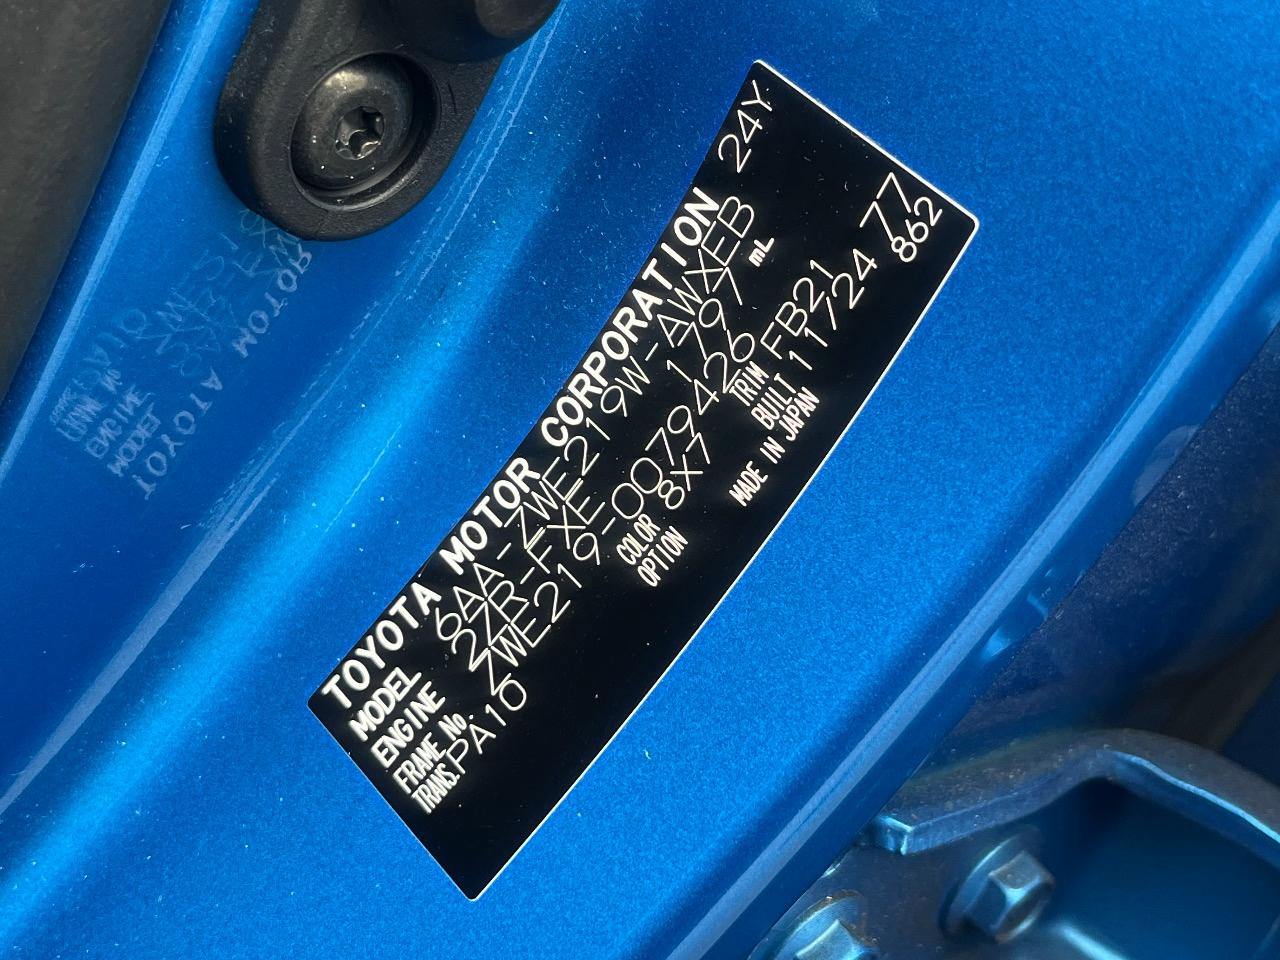 TOYOTA MOTOR CORPORATION 24Y
MODEL 6AA-ZWE219W-AWXEB
ENGINE 2ZR-FXE 1797 mL
FRAME No. ZWE219-0079426
TRANS. PA10
COLOR 8X7 TRIM FB21 77
OPTION BUILT 11/24 862
MADE IN JAPAN